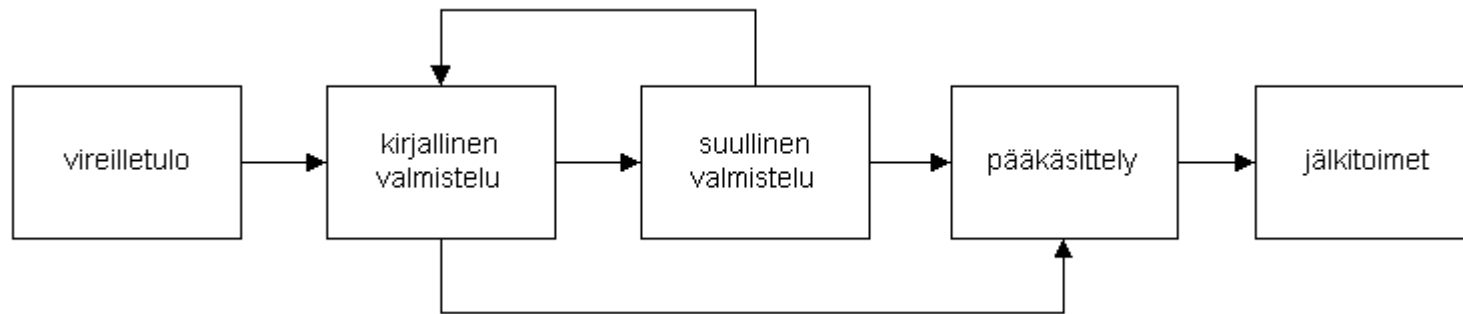 vireilletulo
kirjallinen
valmistelu
suullinen
valmistelu
pääkäsittely
jälkitoimet